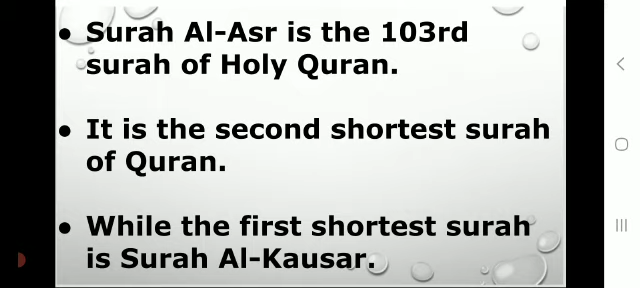 • Surah Al-Asr is the 103rd
surah of Holy Quran.
• It is the second shortest surah
of Quran.
• While the first shortest surah
is Surah Al-Kausar.